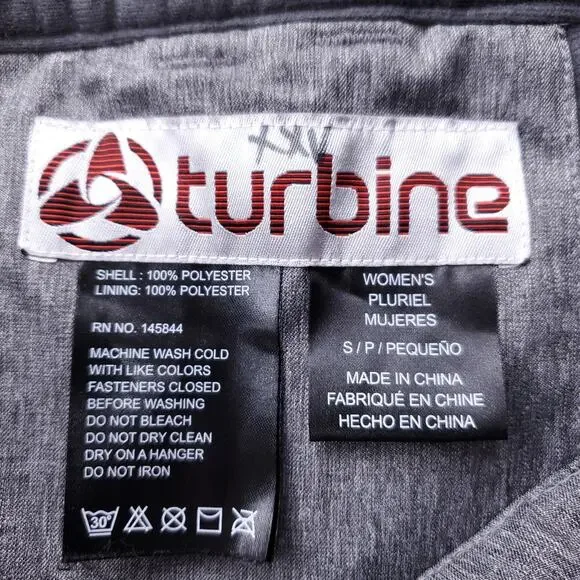 turbine
SHELL : 100% POLYESTER
LINING: 100% POLYESTER
RN NO. 145844
MACHINE WASH COLD
WITH LIKE COLORS
FASTENERS CLOSED
BEFORE WASHING
DO NOT BLEACH
DO NOT DRY CLEAN
DRY ON A HANGER
DO NOT IRON
30°
WOMEN'S
PLURIEL
MUJERES
S / P / PEQUEÑO
MADE IN CHINA
FABRIQUÉ EN CHINE
HECHO EN CHINA